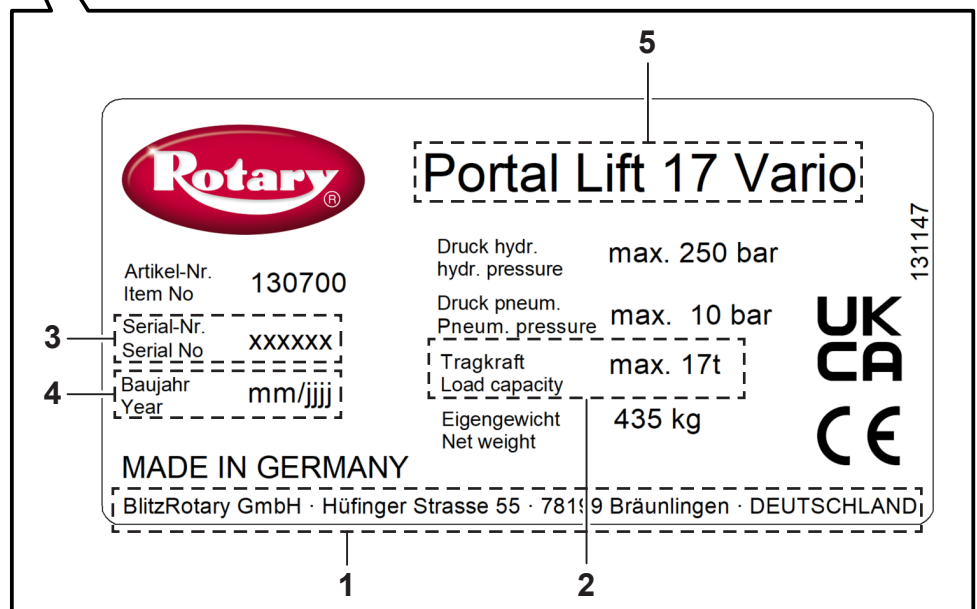 5
Rotary
®
Portal Lift 17 Vario
131147
Druck hydr.
hydr. pressure
max. 250 bar
Artikel-Nr.
Item No
130700
Druck pneum.
Pneum. pressure
max. 10 bar
UK
CA
3
Serial-Nr.
Serial No
xxxxxx
Tragkraft
Load capacity
max. 17t
4
Baujahr
Year
mm/jjjj
Eigengewicht
Net weight
435 kg
CE
MADE IN GERMANY
BlitzRotary GmbH · Hüfinger Strasse 55 · 78199 Bräunlingen · DEUTSCHLAND
1
2